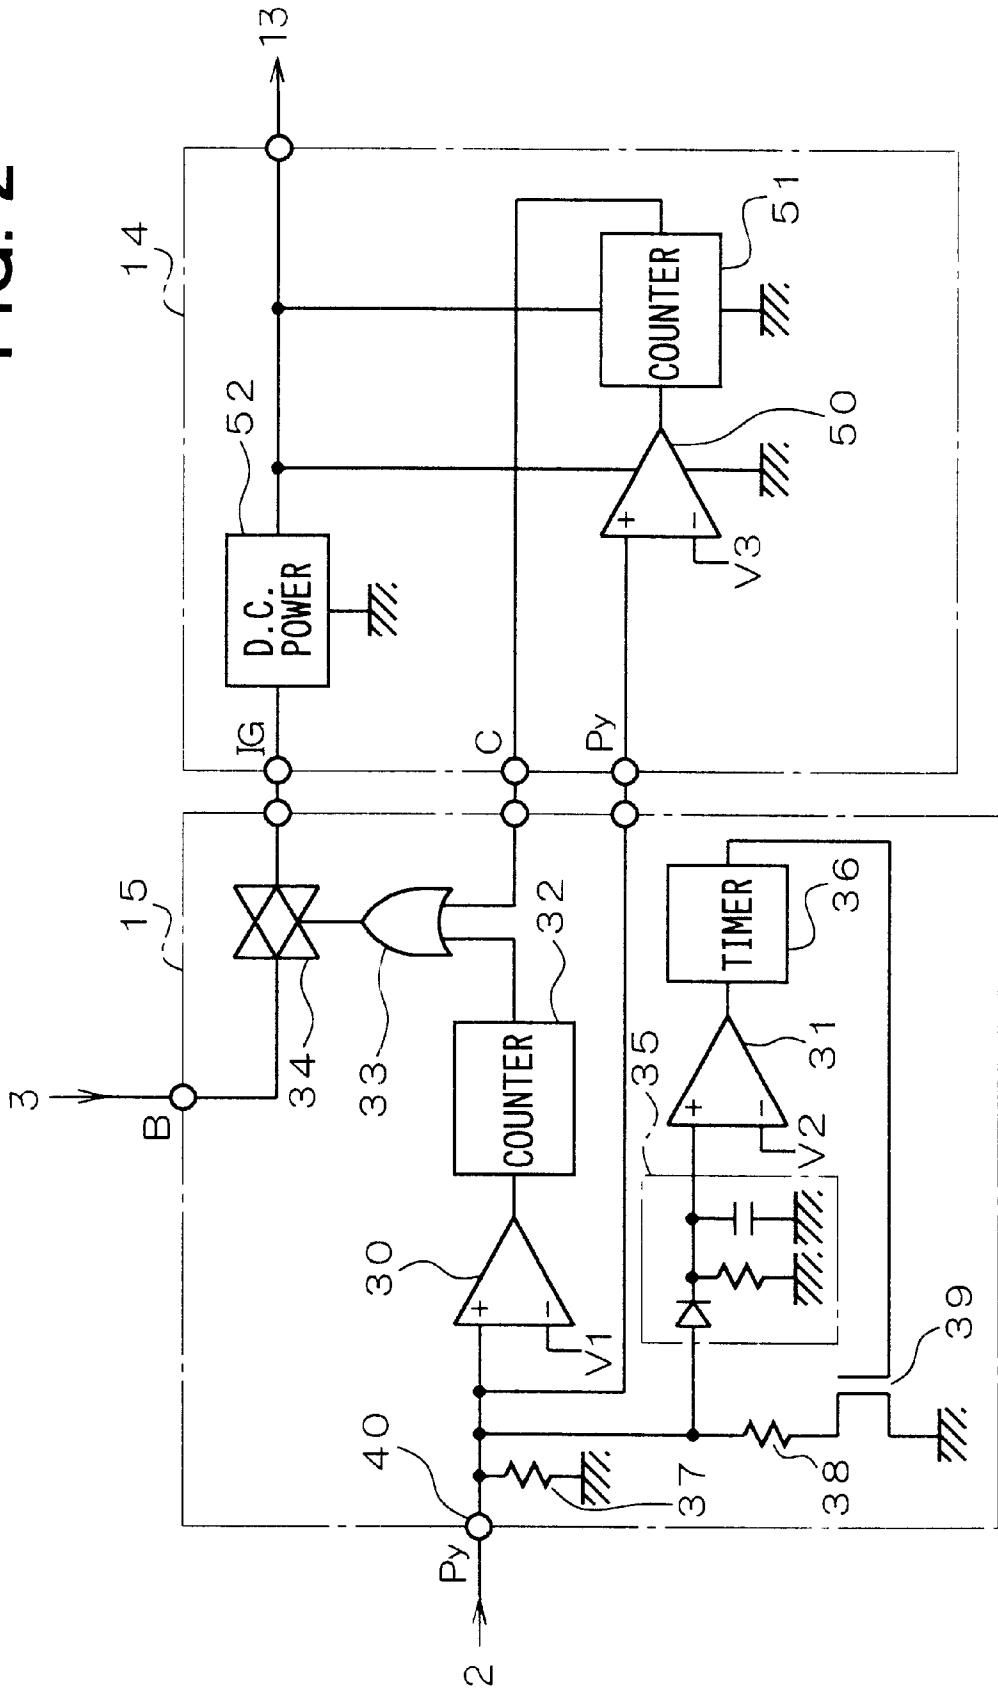 FIG. 2
13
14
52
D.C.
POWER
IG
C
Py
COUNTER
51
50
+
−
V3
15
3
B
34
33
32
COUNTER
30
+
−
V1
40
Py
2
37
38
39
35
31
+
−
V2
TIMER
36